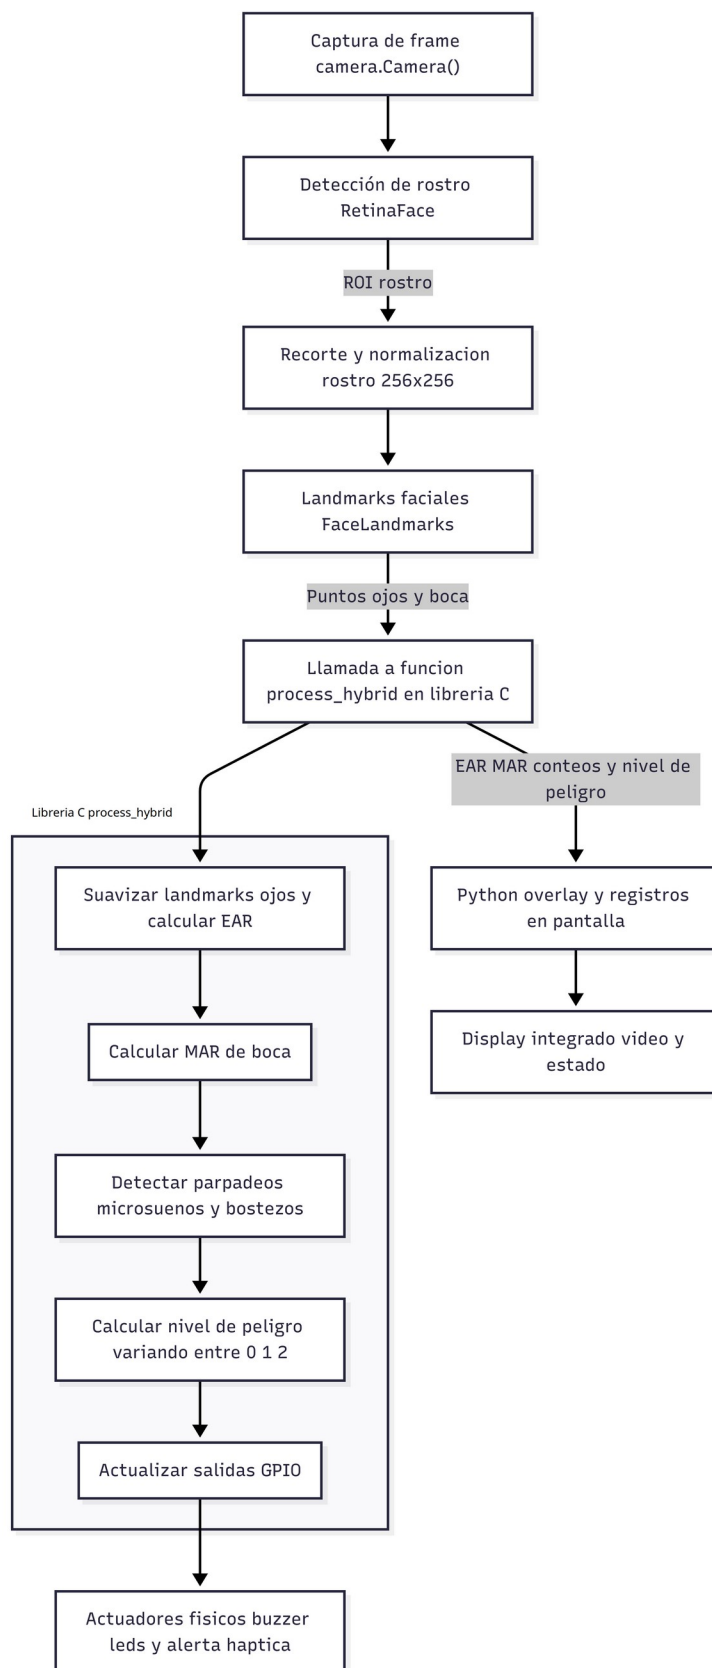 Captura de frame
camera.Camera()
Detección de rostro
RetinaFace
ROI rostro
Recorte y normalizacion
rostro 256x256
Landmarks faciales
FaceLandmarks
Puntos ojos y boca
Llamada a funcion
process_hybrid en libreria C
EAR MAR conteos y nivel de
peligro
Libreria C process_hybrid
Suavizar landmarks ojos y
calcular EAR
Python overlay y registros
en pantalla
Calcular MAR de boca
Display integrado video y
estado
Detectar parpadeos
microsuenos y bostezos
Calcular nivel de peligro
variando entre 0 1 2
Actualizar salidas GPIO
Actuadores fisicos buzzer
leds y alerta haptica